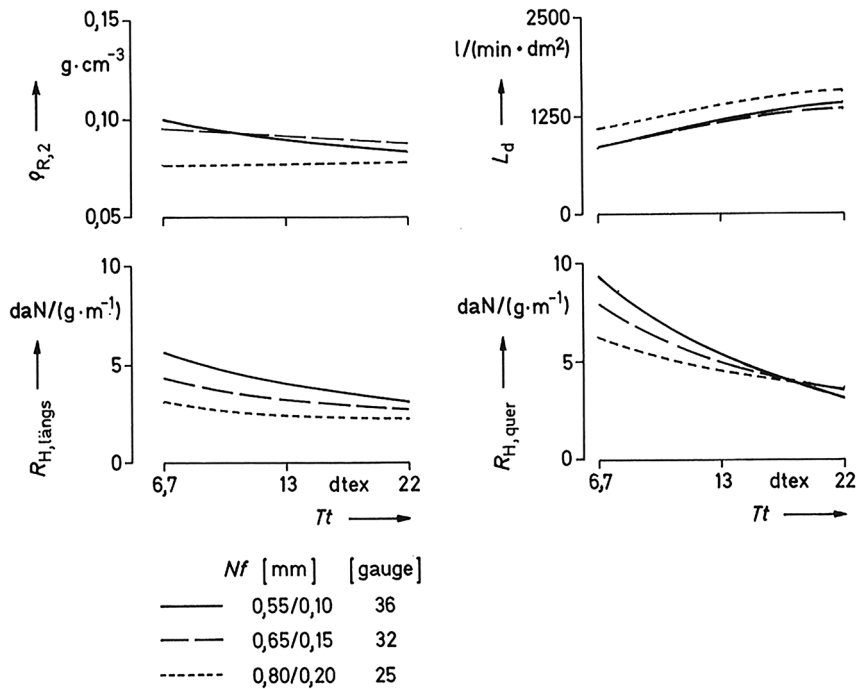 0,15
g·cm⁻³
0,10
ϱR,2
0,05
2500
l/(min·dm²)
1250
Ld
0
10
daN/(g·m⁻¹)
5
RH,längs
0
6,7 13 dtex 22
Tt
10
daN/(g·m⁻¹)
5
RH,quer
0
6,7 13 dtex 22
Tt
Nf [mm] [gauge]
0,55/0,10 36
0,65/0,15 32
0,80/0,20 25